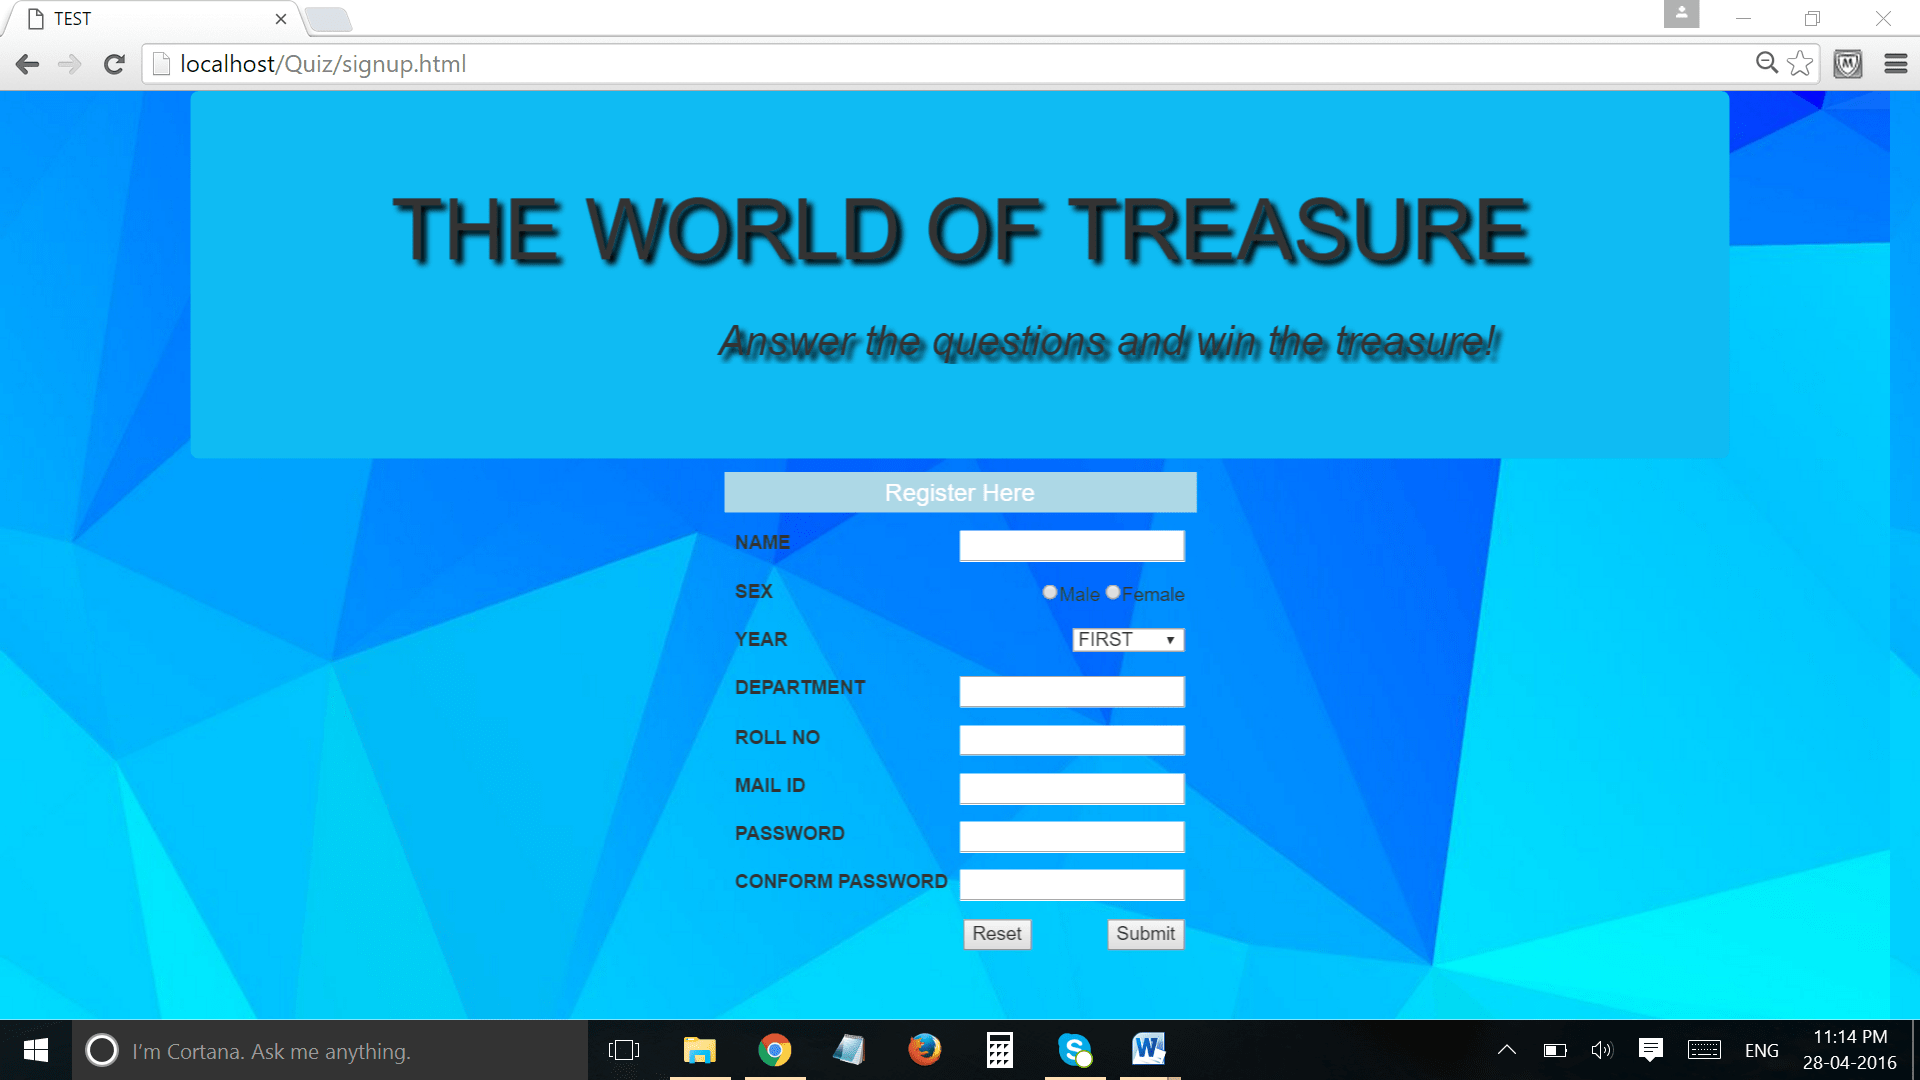 TEST
localhost/Quiz/signup.html
THE WORLD OF TREASURE
Answer the questions and win the treasure!
Register Here
NAME
SEX Male Female
YEAR FIRST
DEPARTMENT
ROLL NO
MAIL ID
PASSWORD
CONFORM PASSWORD
Reset Submit
I'm Cortana. Ask me anything.
ENG
11:14 PM
28-04-2016